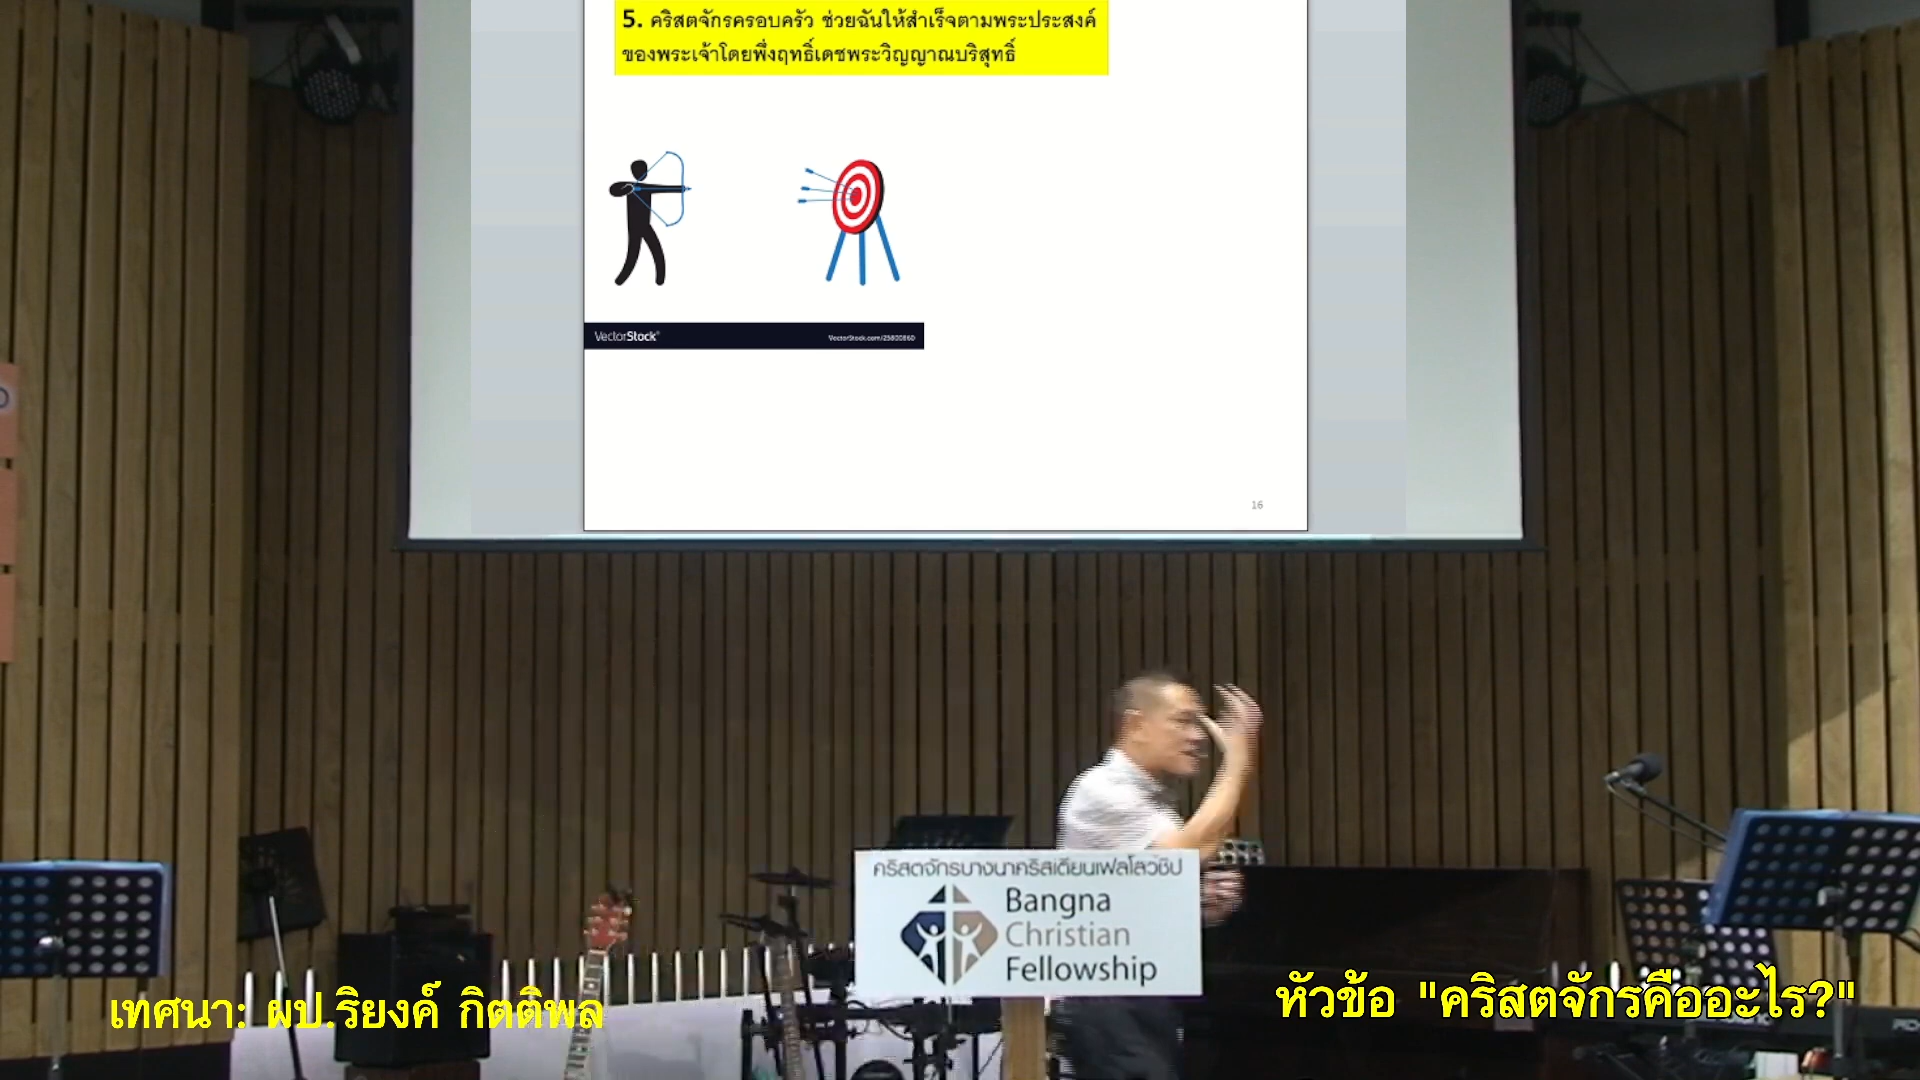 5. คริสตจักรครอบครัว ช่วยฉันให้สำเร็จตามพระประสงค์
ของพระเจ้าโดยพึ่งฤทธิ์เดชพระวิญญาณบริสุทธิ์
VectorStock®
VectorStock.com/25800860
16
คริสตจักรบางนาคริสเตียนเฟลโลว์ชิป
Bangna
Christian
Fellowship
เทศนา: ผป.ริยงค์ กิตติพล
หัวข้อ "คริสตจักรคืออะไร?"